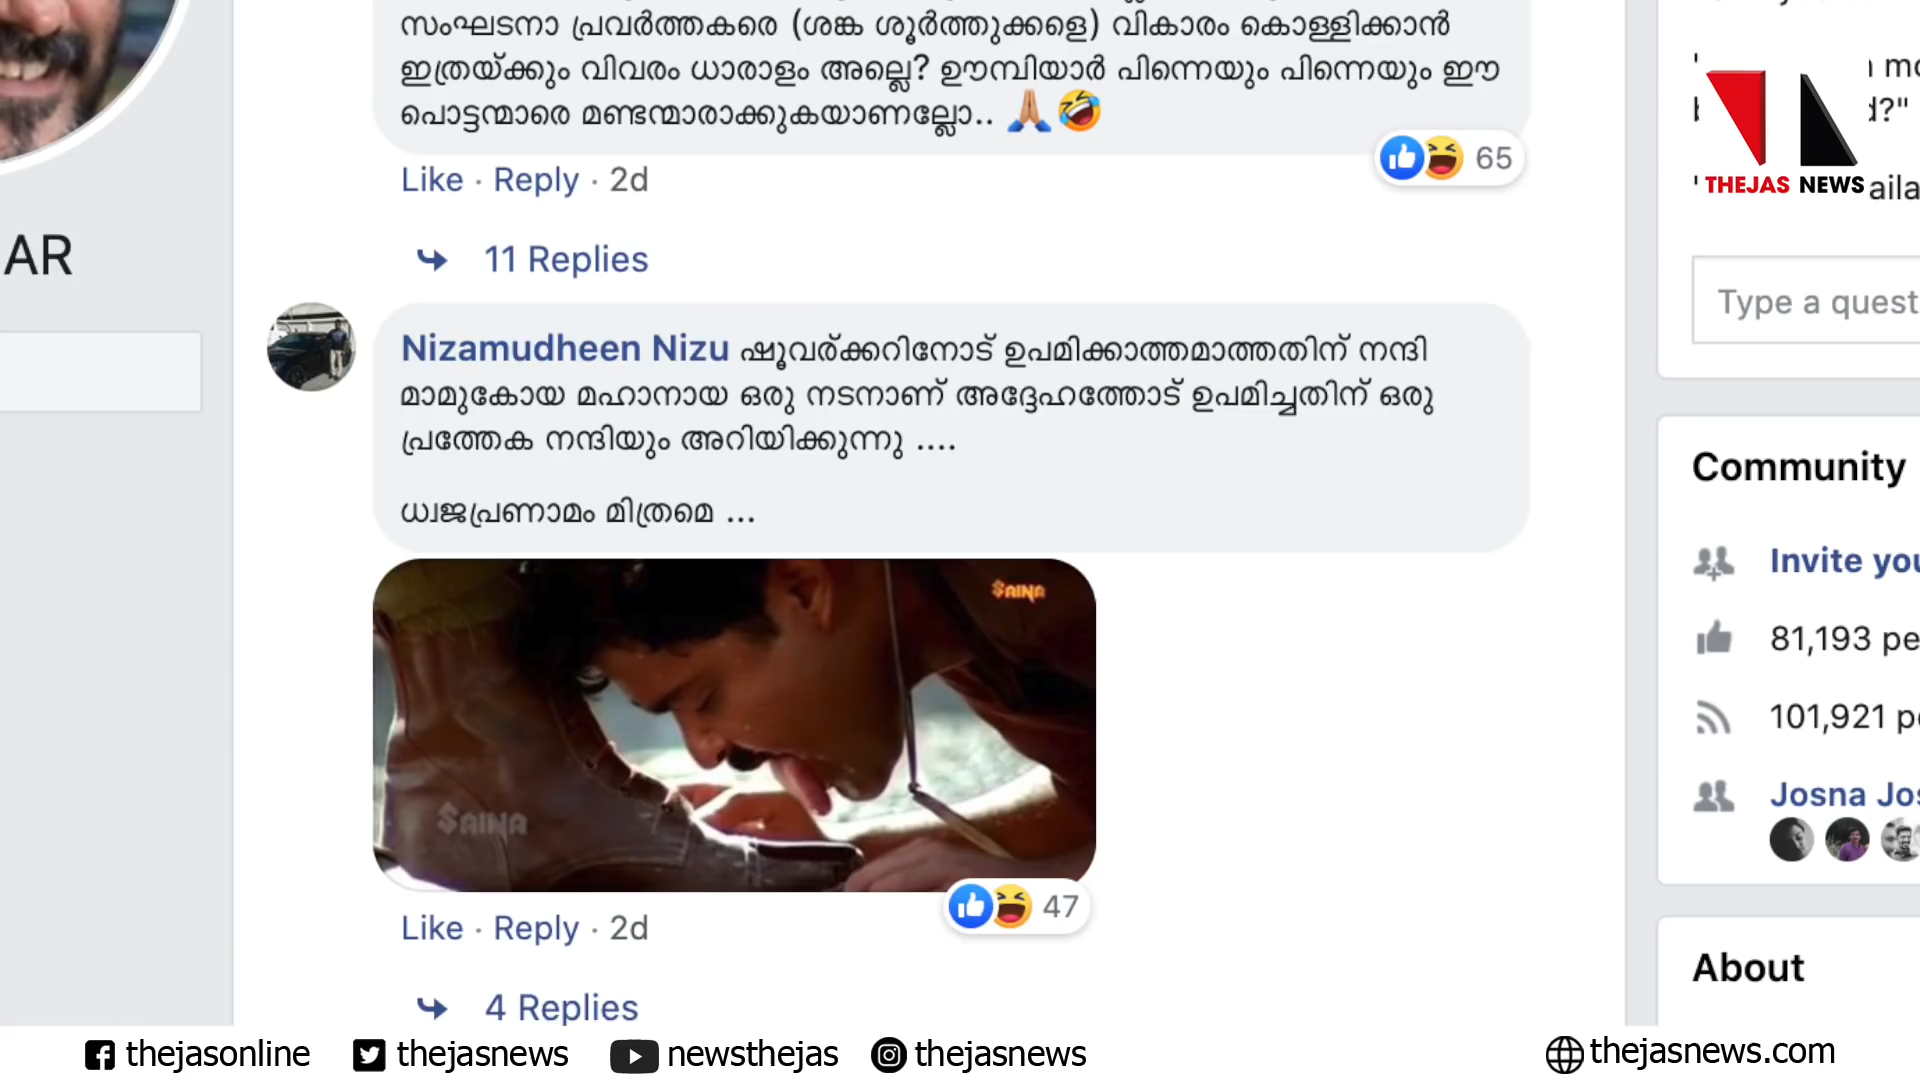 സംഘടനാ പ്രവർത്തകരെ (ശങ്ക ശൂർത്തുക്കളെ) വികാരം കൊള്ളിക്കാൻ
ഇത്രയ്ക്കും വിവരം ധാരാളം അല്ലെ? ഊമ്പിയാർ പിന്നെയും പിന്നെയും ഈ
പൊട്ടന്മാരെ മണ്ടന്മാരാക്കുകയാണല്ലോ.. 🙏🤣
65
Like · Reply · 2d
11 Replies
AR
Nizamudheen Nizu ഷൂവര്ക്കറിനോട് ഉപമിക്കാത്തമാത്തതിന് നന്ദി
മാമുകോയ മഹാനായ ഒരു നടനാണ് അദ്ദേഹത്തോട് ഉപമിച്ചതിന് ഒരു
പ്രത്തേക നന്ദിയും അറിയിക്കുന്നു ....
ധ്വജപ്രണാമം മിത്രമെ ...
SAINA
SAINA
47
Like · Reply · 2d
4 Replies
THEJAS NEWS
Type a quest
Community
Invite you
81,193 pe
101,921 p
Josna Jos
About
thejasonline thejasnews newsthejas thejasnews thejasnews.com